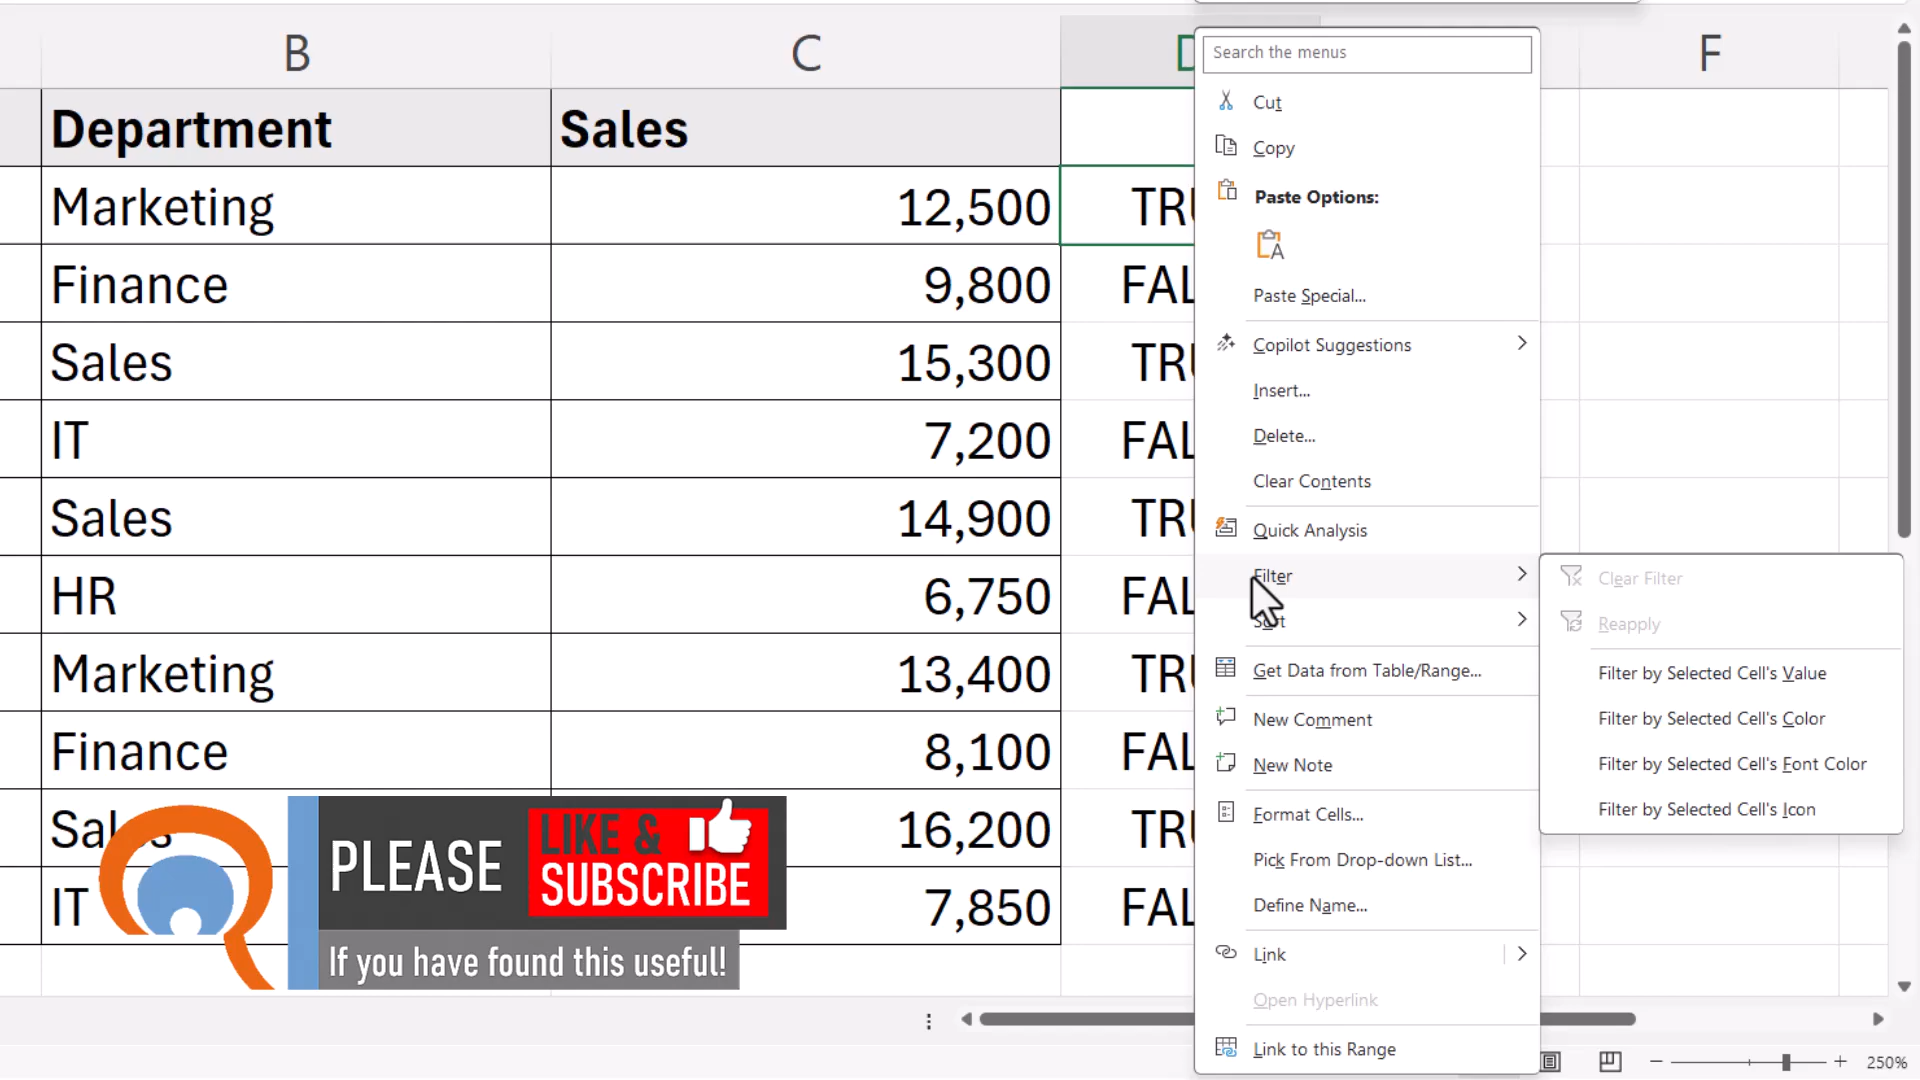 B C D F
Department Sales
Marketing 12,500 TRU
Finance 9,800 FAL
Sales 15,300 TRU
IT 7,200 FAL
Sales 14,900 TRU
HR 6,750 FAL
Marketing 13,400 TRU
Finance 8,100 FAL
Sales 16,200 TRU
IT 7,850 FAL
PLEASE
LIKE &
SUBSCRIBE
If you have found this useful!
Search the menus
Cut
Copy
Paste Options:
Paste Special...
Copilot Suggestions
Insert...
Delete...
Clear Contents
Quick Analysis
Filter
Sort
Get Data from Table/Range...
New Comment
New Note
Format Cells...
Pick From Drop-down List...
Define Name...
Link
Open Hyperlink
Link to this Range
Clear Filter
Reapply
Filter by Selected Cell's Value
Filter by Selected Cell's Color
Filter by Selected Cell's Font Color
Filter by Selected Cell's Icon
250%